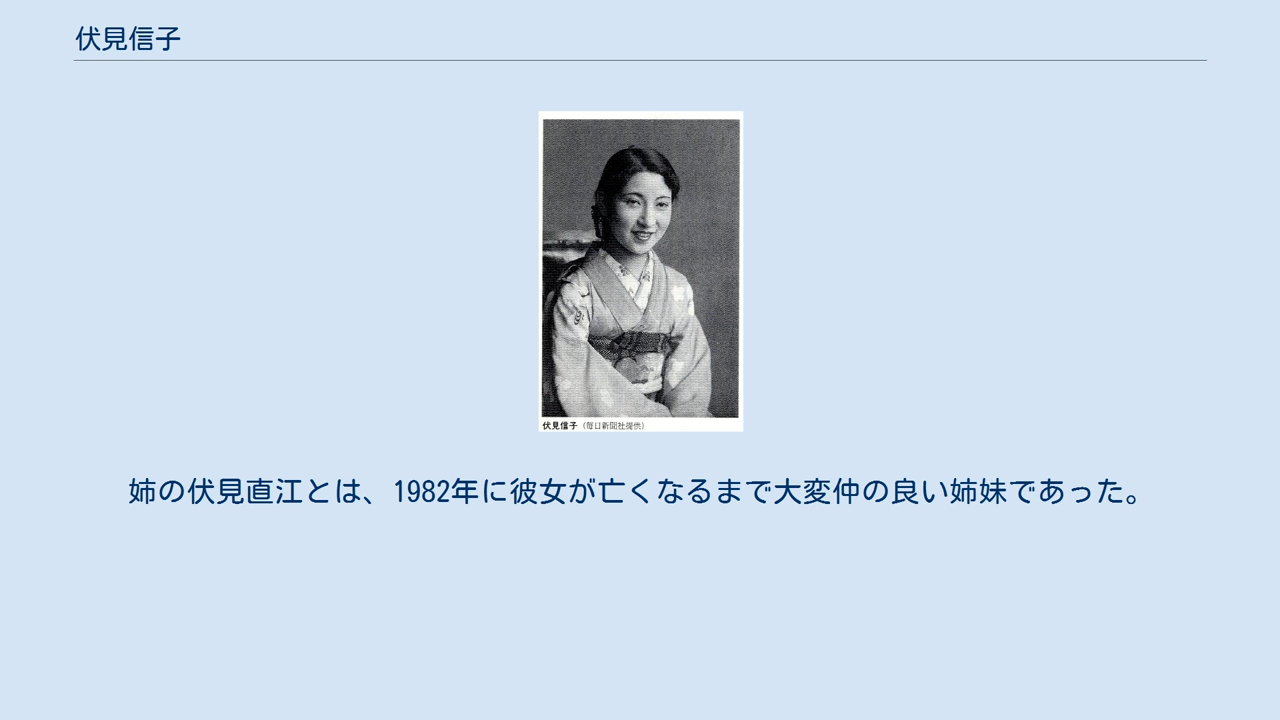 伏見信子
伏見信子（毎日新聞社提供）
姉の伏見直江とは、1982年に彼女が亡くなるまで大変仲の良い姉妹であった。